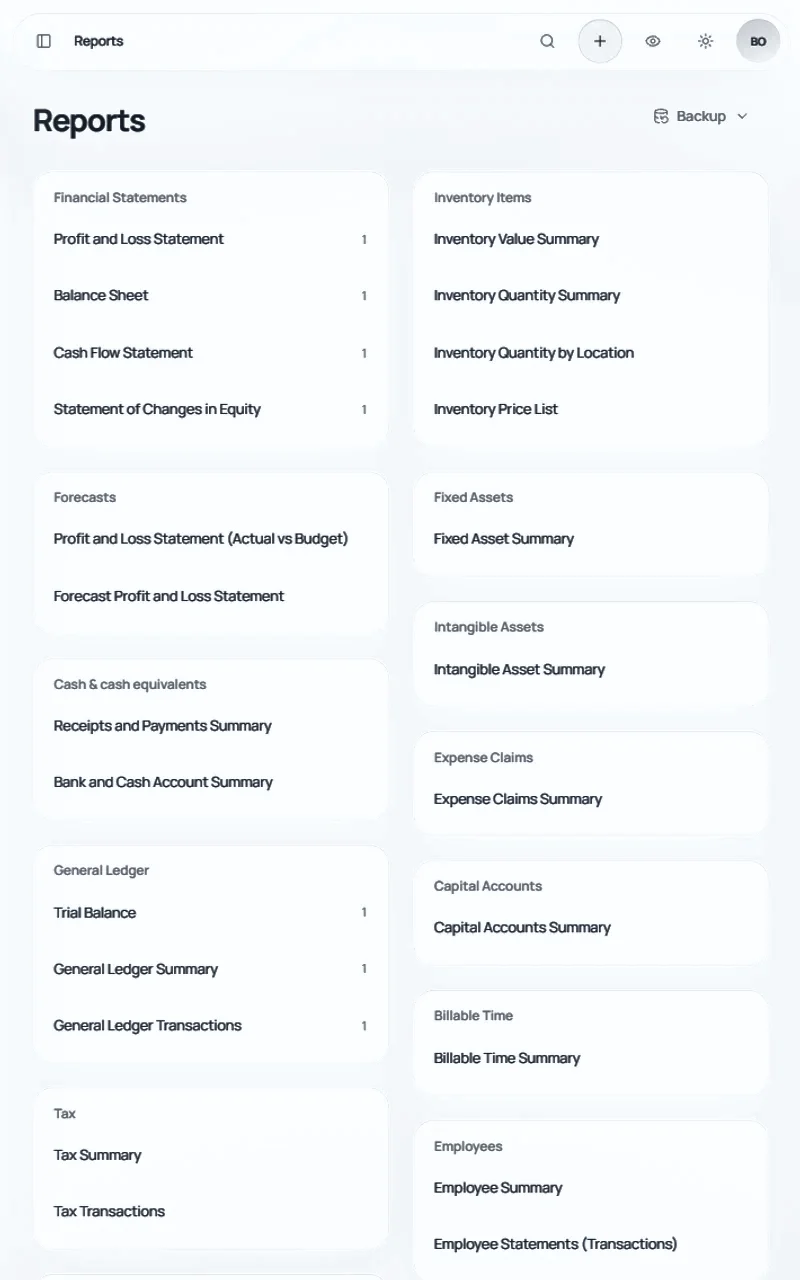 Reports
BO
Reports
Backup
Financial Statements
Profit and Loss Statement 1
Balance Sheet 1
Cash Flow Statement 1
Statement of Changes in Equity 1
Forecasts
Profit and Loss Statement (Actual vs Budget)
Forecast Profit and Loss Statement
Cash & cash equivalents
Receipts and Payments Summary
Bank and Cash Account Summary
General Ledger
Trial Balance 1
General Ledger Summary 1
General Ledger Transactions 1
Tax
Tax Summary
Tax Transactions
Inventory Items
Inventory Value Summary
Inventory Quantity Summary
Inventory Quantity by Location
Inventory Price List
Fixed Assets
Fixed Asset Summary
Intangible Assets
Intangible Asset Summary
Expense Claims
Expense Claims Summary
Capital Accounts
Capital Accounts Summary
Billable Time
Billable Time Summary
Employees
Employee Summary
Employee Statements (Transactions)